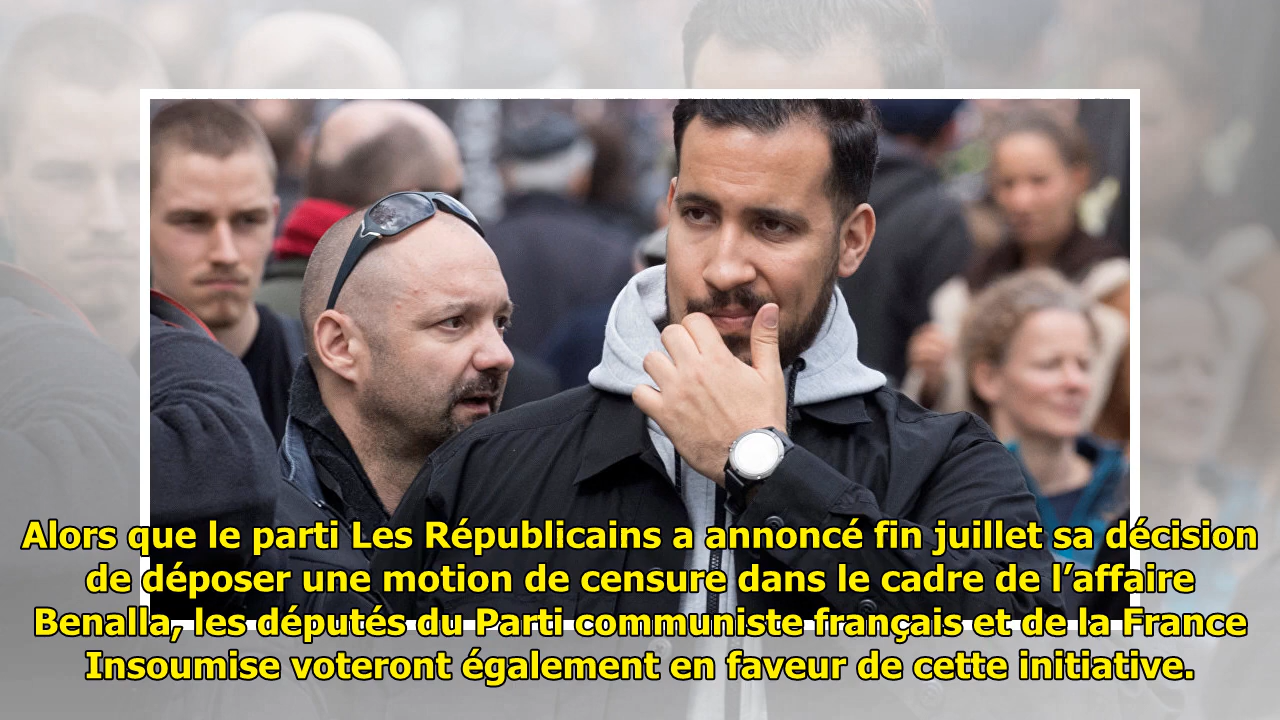 Alors que le parti Les Républicains a annoncé fin juillet sa décision
de déposer une motion de censure dans le cadre de l’affaire
Benalla, les députés du Parti communiste français et de la France
Insoumise voteront également en faveur de cette initiative.